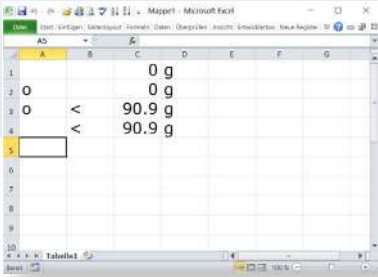 Mappe1 - Microsoft Excel
Datei Start Einfügen Seitenlayout Formeln Daten Überprüfen Ansicht Entwicklertools Neue Register
A5 fx
A B C D E F G
1 0 g
2 o 0 g
3 o < 90.9 g
4 < 90.9 g
5
6
7
8
9
10
Tabelle1
Bereit 100 %